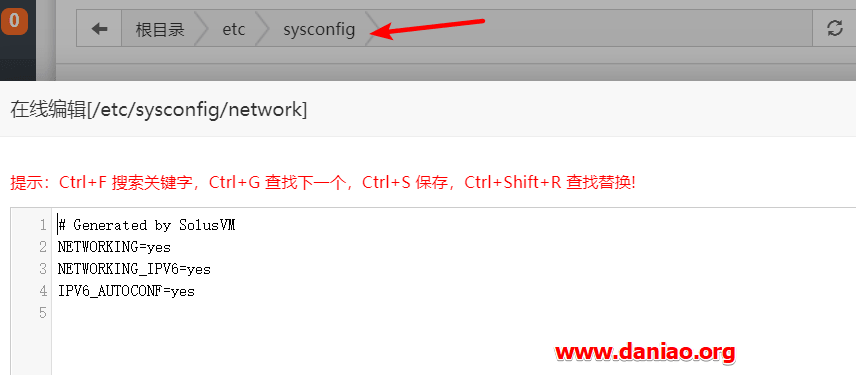 0
根目录 etc sysconfig
在线编辑[/etc/sysconfig/network]
提示：Ctrl+F 搜索关键字，Ctrl+G 查找下一个，Ctrl+S 保存，Ctrl+Shift+R 查找替换!
1 # Generated by SolusVM
2 NETWORKING=yes
3 NETWORKING_IPV6=yes
4 IPV6_AUTOCONF=yes
5
www.daniao.org